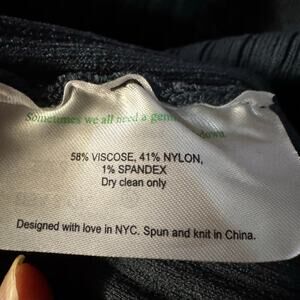 Sometimes we all need a down
58% VISCOSE, 41% NYLON,
1% SPANDEX
Dry clean only
Designed with love in NYC. Spun and knit in China.